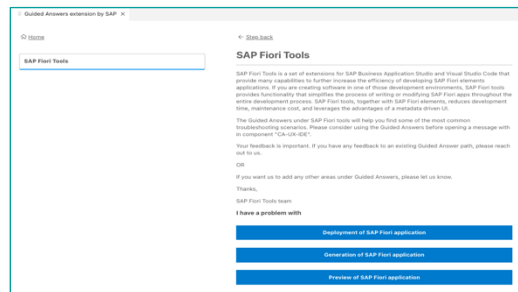 Guided Answers extension by SAP ×
Home
Step back
SAP Fiori Tools
SAP Fiori Tools
SAP Fiori Tools is a set of extensions for SAP Business Application Studio and Visual Studio Code that
provide many capabilities to further increase the efficiency of developing SAP Fiori elements
applications. If you are creating software in one of those development environments, SAP Fiori tools
provides functionality that simplifies the process of writing or modifying SAP Fiori apps throughout the
entire development process. SAP Fiori tools, together with SAP Fiori elements, reduces development
time, maintenance cost, and leverages the advantages of a metadata driven UI.
The Guided Answers under SAP Fiori tools will help you find some of the most common
troubleshooting scenarios. Please consider using the Guided Answers before opening a message with
in component "CA-UX-IDE".
Your feedback is important. If you have any feedback to an existing Guided Answer path, please reach
out to us.
OR
If you want us to add any other areas under Guided Answers, please let us know.
Thanks,
SAP Fiori Tools team
I have a problem with
Deployment of SAP Fiori application
Generation of SAP Fiori application
Preview of SAP Fiori application